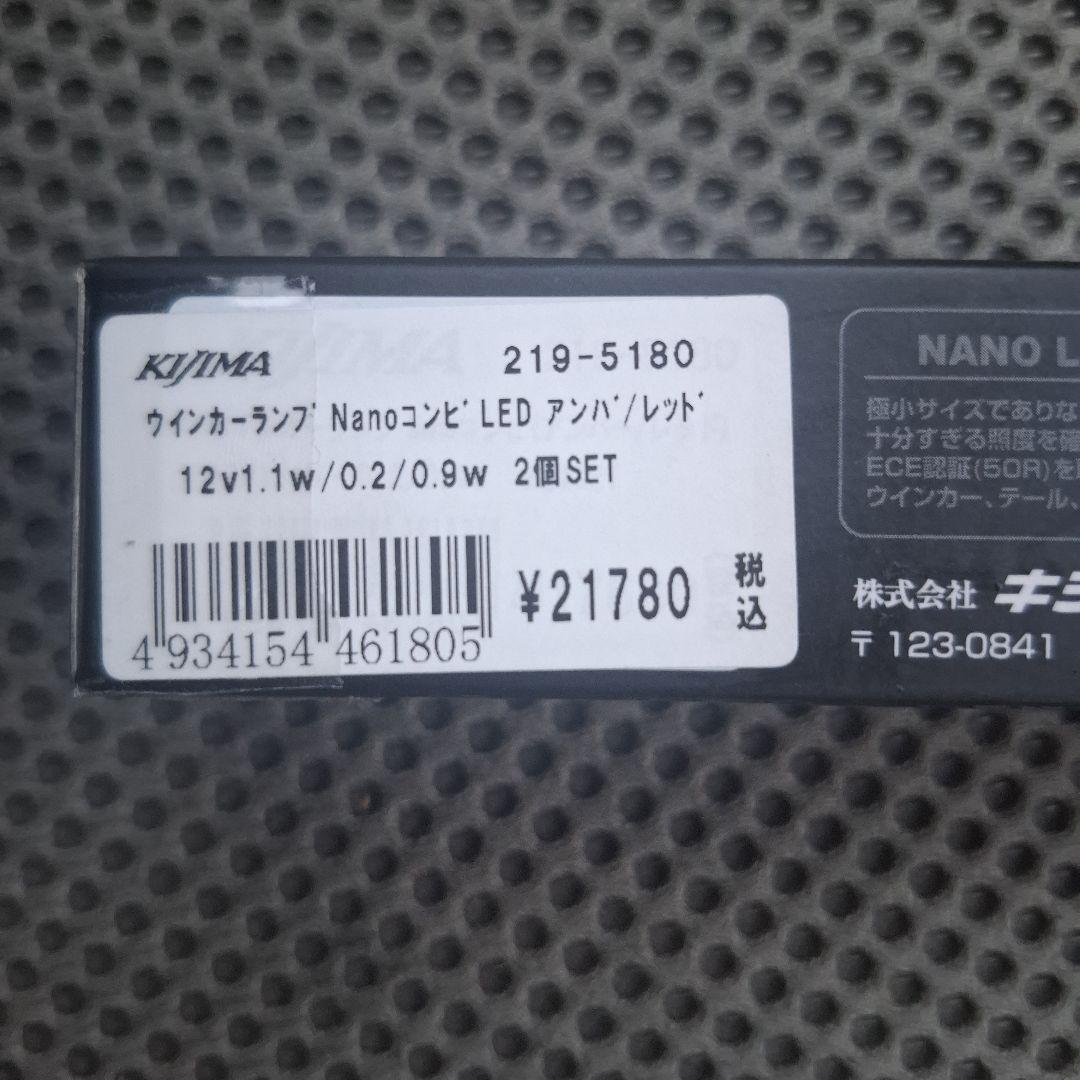 KIJIMA 219-5180
ウインカーランプ Nanoコンビ LED アンバ/レッド
12v1.1w/0.2/0.9w 2個SET
¥21780 税込
4 934154 461805
NANO L
極小サイズでありな
十分すぎる照度を確
ECE認証(50R)を
ウインカー、テール、
株式会社 キジ
〒123-0841